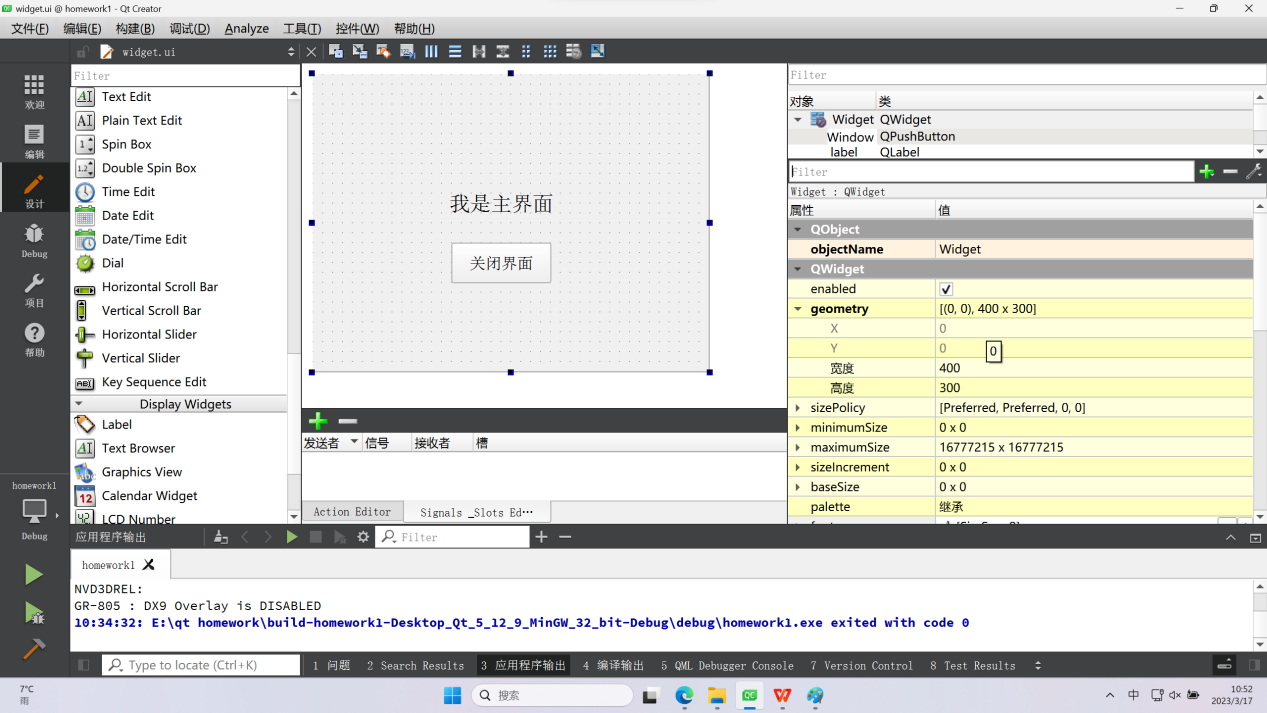 widget.ui @ homework1 - Qt Creator
文件(F) 编辑(E) 构建(B) 调试(D) Analyze 工具(T) 控件(W) 帮助(H)
widget.ui
欢迎
编辑
设计
Debug
项目
帮助
homework1
Debug
Filter
Text Edit
Plain Text Edit
Spin Box
Double Spin Box
Time Edit
Date Edit
Date/Time Edit
Dial
Horizontal Scroll Bar
Vertical Scroll Bar
Horizontal Slider
Vertical Slider
Key Sequence Edit
Display Widgets
Label
Text Browser
Graphics View
Calendar Widget
LCD Number
我是主界面
关闭界面
发送者 信号 接收者 槽
Action Editor Signals _Slots Ed⋯
Filter
对象 类
Widget QWidget
Window QPushButton
label QLabel
Filter
Widget : QWidget
属性 值
QObject
objectName Widget
QWidget
enabled
geometry [(0, 0), 400 x 300]
X 0
Y 0
0
宽度 400
高度 300
sizePolicy [Preferred, Preferred, 0, 0]
minimumSize 0 x 0
maximumSize 16777215 x 16777215
sizeIncrement 0 x 0
baseSize 0 x 0
palette 继承
应用程序输出 Filter
homework1
NVD3DREL:
GR-805 : DX9 Overlay is DISABLED
10:34:32: E:\qt homework\build-homework1-Desktop_Qt_5_12_9_MinGW_32_bit-Debug\debug\homework1.exe exited with code 0
Type to locate (Ctrl+K) 1 问题 2 Search Results 3 应用程序输出 4 编译输出 5 QML Debugger Console 7 Version Control 8 Test Results
7°C
雨
搜索
中
10:52
2023/3/17